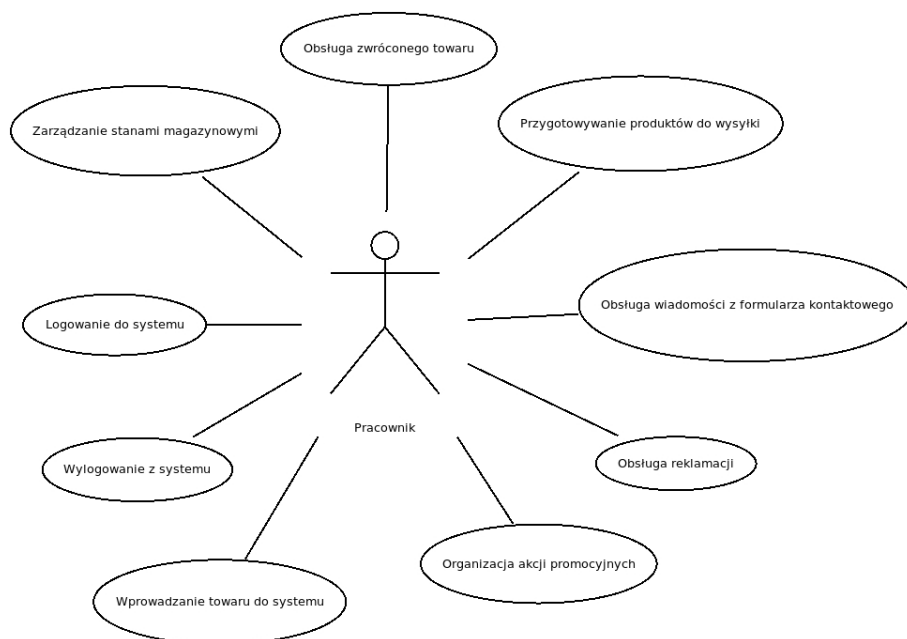 Obsługa zwróconego towaru
Przygotowywanie produktów do wysyłki
Zarządzanie stanami magazynowymi
Obsługa wiadomości z formularza kontaktowego
Logowanie do systemu
Pracownik
Obsługa reklamacji
Wylogowanie z systemu
Organizacja akcji promocyjnych
Wprowadzanie towaru do systemu